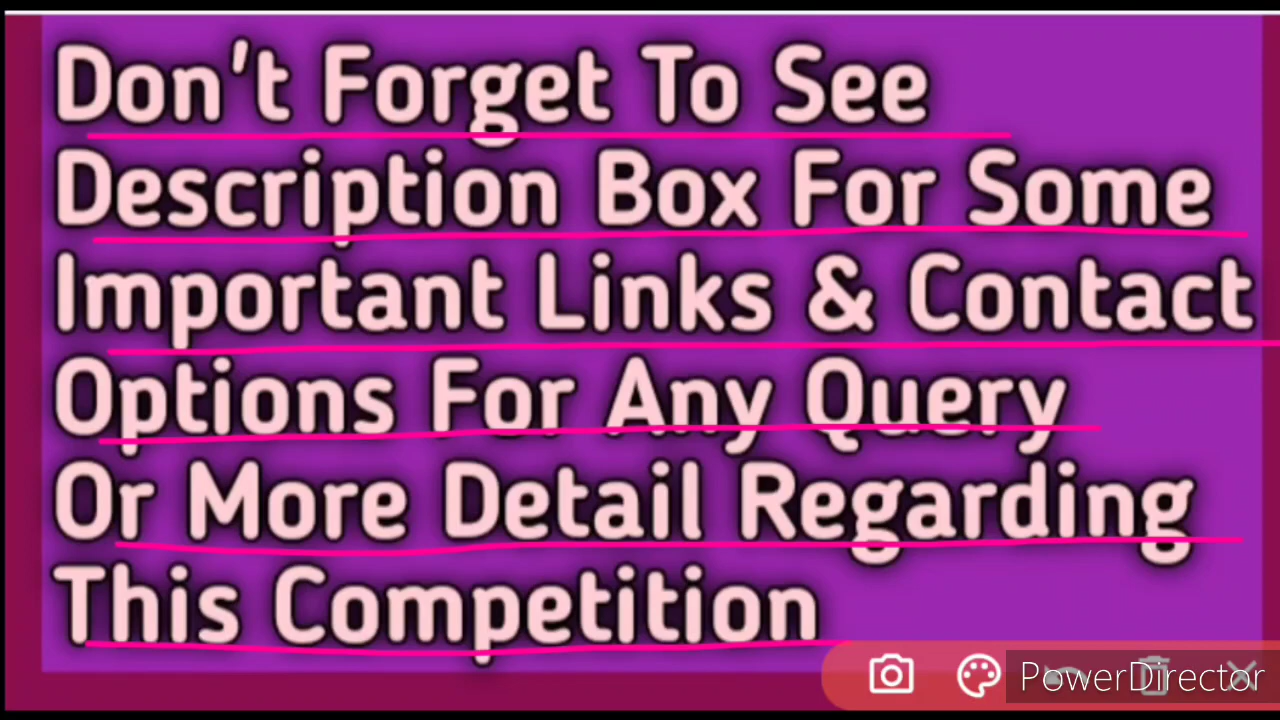 Don't Forget To See
Description Box For Some
Important Links & Contact
Options For Any Query
Or More Detail Regarding
This Competition
PowerDirector